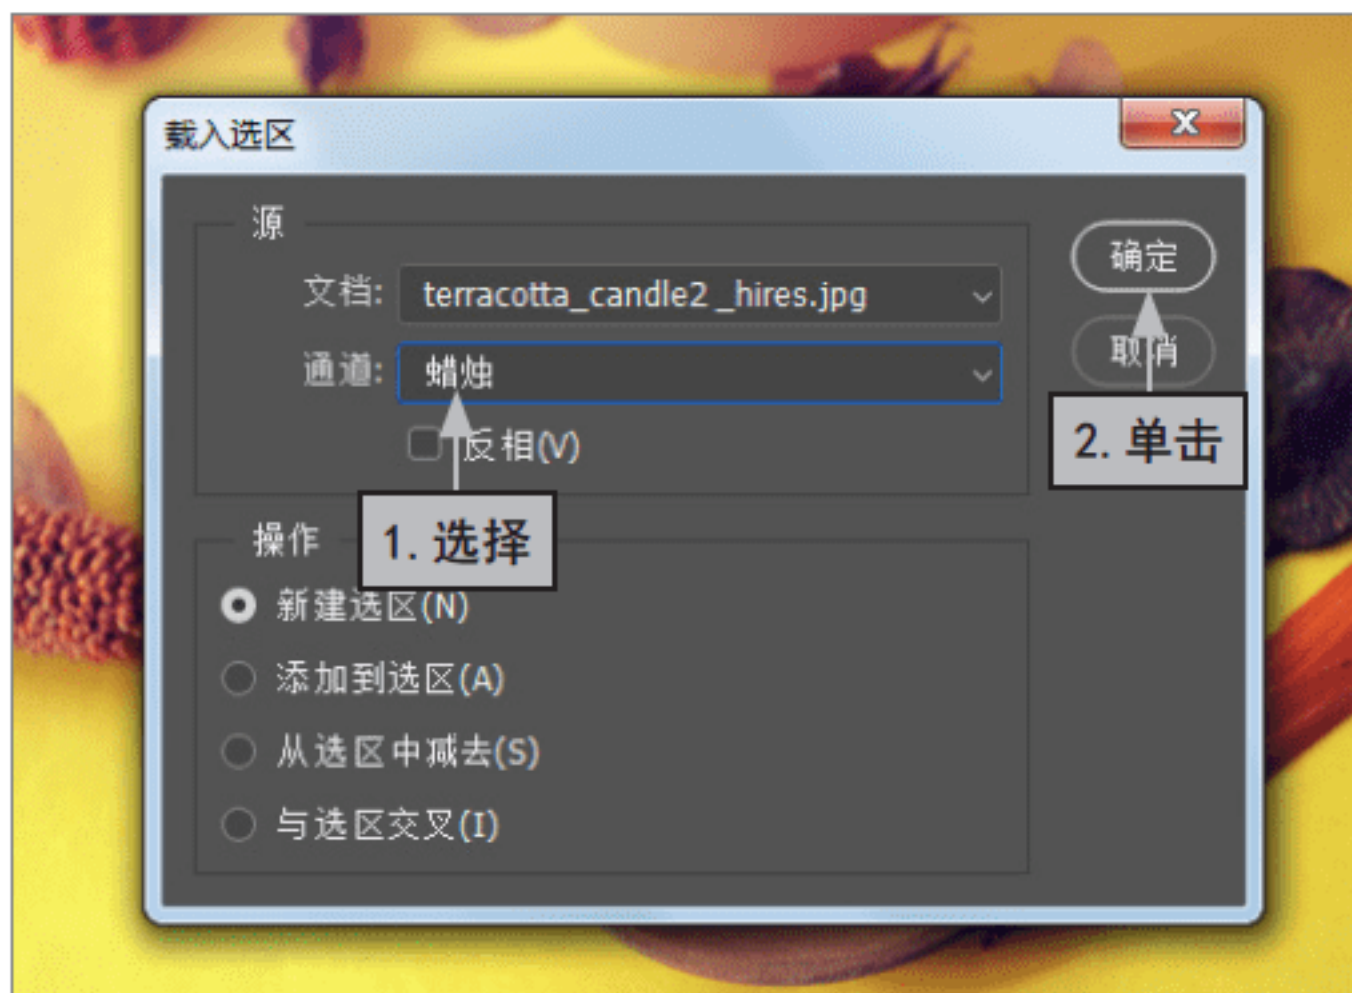 载入选区
源
文档: terracotta_candle2 _hires.jpg
通道: 蜡烛
反相(V)
确定
取消
2. 单击
1. 选择
操作
新建选区(N)
添加到选区(A)
从选区中减去(S)
与选区交叉(I)